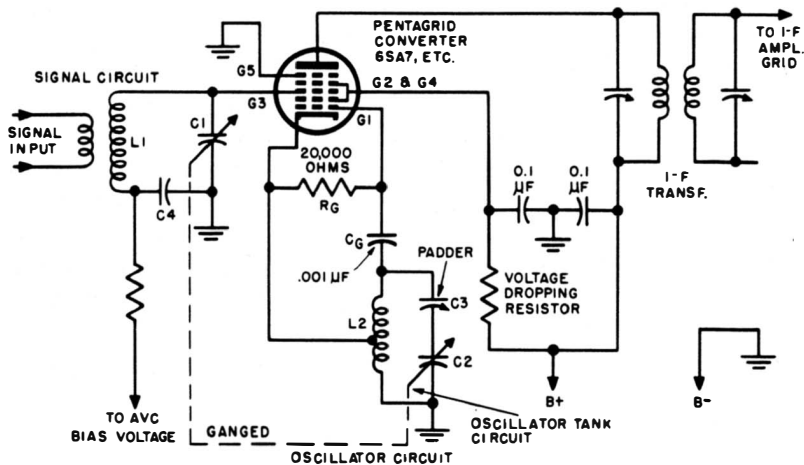 PENTAGRID
CONVERTER
6SA7, ETC.
TO I-F
AMPL.
GRID
SIGNAL CIRCUIT
G5
G3
G2 & G4
G1
SIGNAL
INPUT
L1
C1
20,000
OHMS
RG
C4
0.1
µF
0.1
µF
I-F
TRANSF.
CG
.001µF
PADDER
C3
VOLTAGE
DROPPING
RESISTOR
L2
C2
B+
B-
TO AVC
BIAS VOLTAGE
GANGED
OSCILLATOR TANK
CIRCUIT
OSCILLATOR CIRCUIT